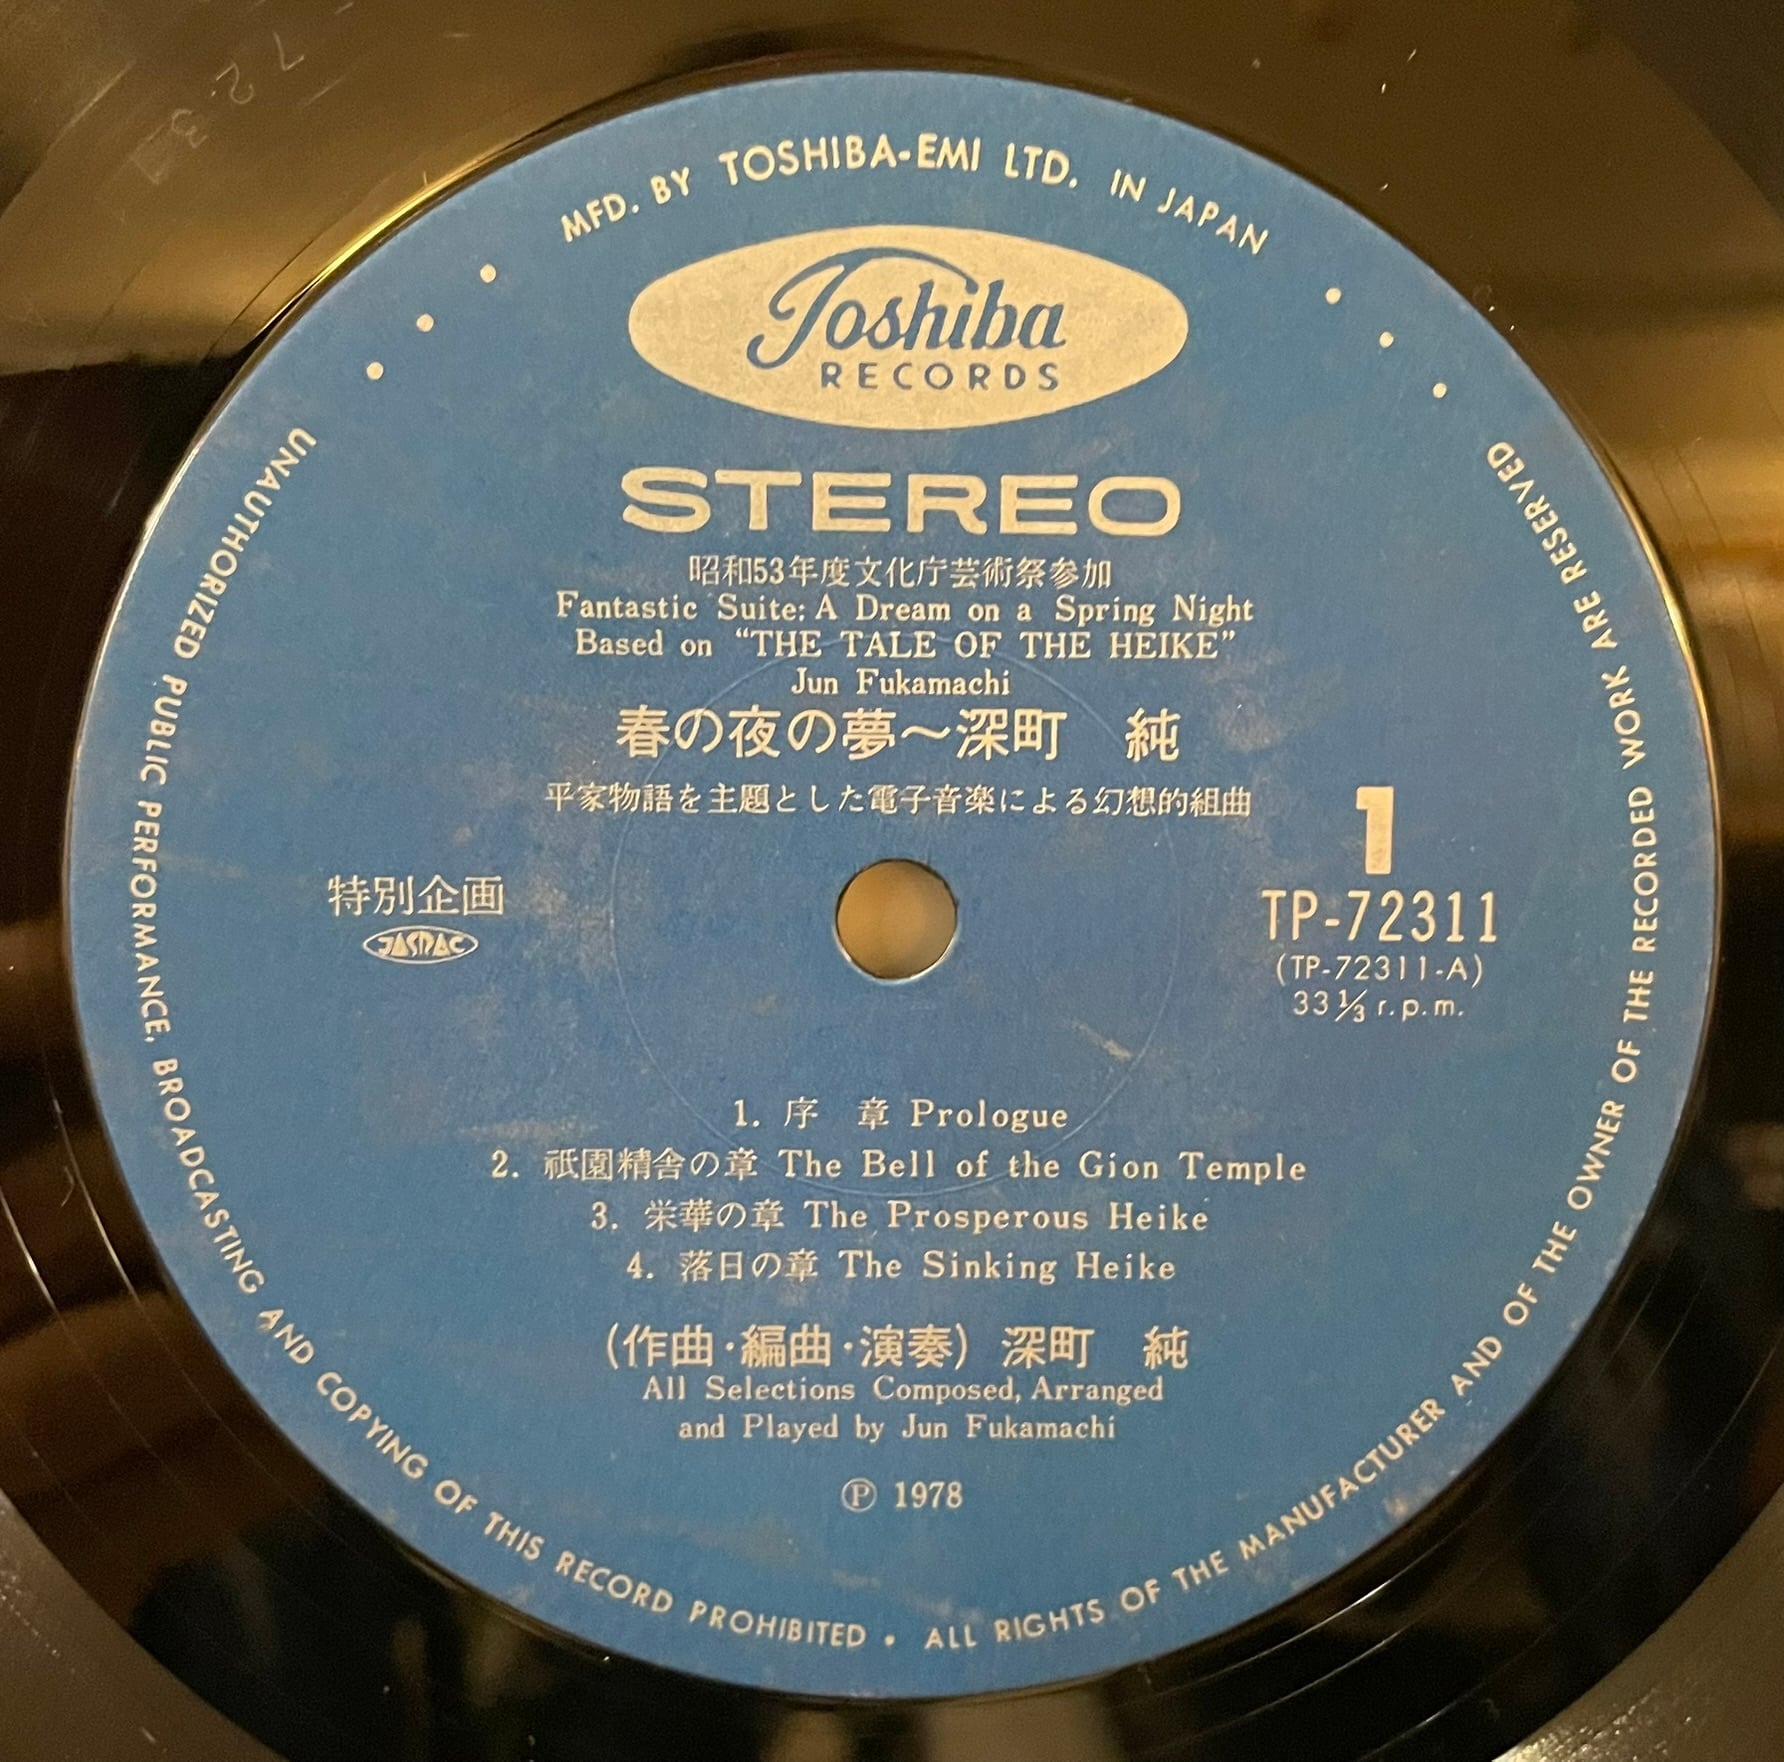 MFD. BY TOSHIBA-EMI LTD. IN JAPAN
Toshiba
RECORDS
STEREO
昭和53年度文化庁芸術祭参加
Fantastic Suite: A Dream on a Spring Night
Based on “THE TALE OF THE HEIKE”
Jun Fukamachi
春の夜の夢〜深町 純
平家物語を主題とした電子音楽による幻想的組曲
特別企画
JASRAC
1
TP-72311
(TP-72311-A)
33⅓ r.p.m.
1. 序 章 Prologue
2. 祇園精舎の章 The Bell of the Gion Temple
3. 栄華の章 The Prosperous Heike
4. 落日の章 The Sinking Heike
(作曲・編曲・演奏) 深町 純
All Selections Composed, Arranged
and Played by Jun Fukamachi
Ⓟ 1978
UNAUTHORIZED PUBLIC PERFORMANCE, BROADCASTING AND COPYING OF THIS RECORD PROHIBITED • ALL RIGHTS OF THE MANUFACTURER AND OF THE OWNER OF THE RECORDED WORK ARE RESERVED